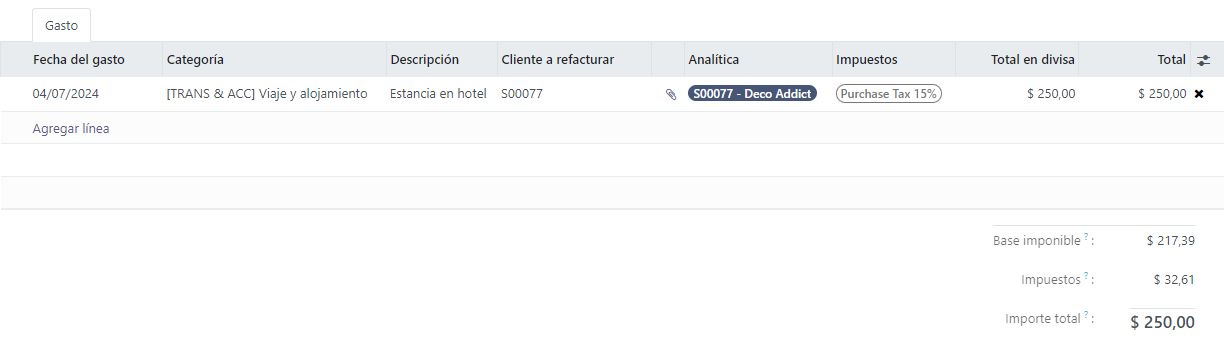 Gasto
Fecha del gasto Categoría Descripción Cliente a refacturar Analítica Impuestos Total en divisa Total
04/07/2024 [TRANS & ACC] Viaje y alojamiento Estancia en hotel S00077 S00077 - Deco Addict Purchase Tax 15% $ 250,00 $ 250,00
Agregar línea
Base imponible ? : $ 217,39
Impuestos ? : $ 32,61
Importe total ? : $ 250,00